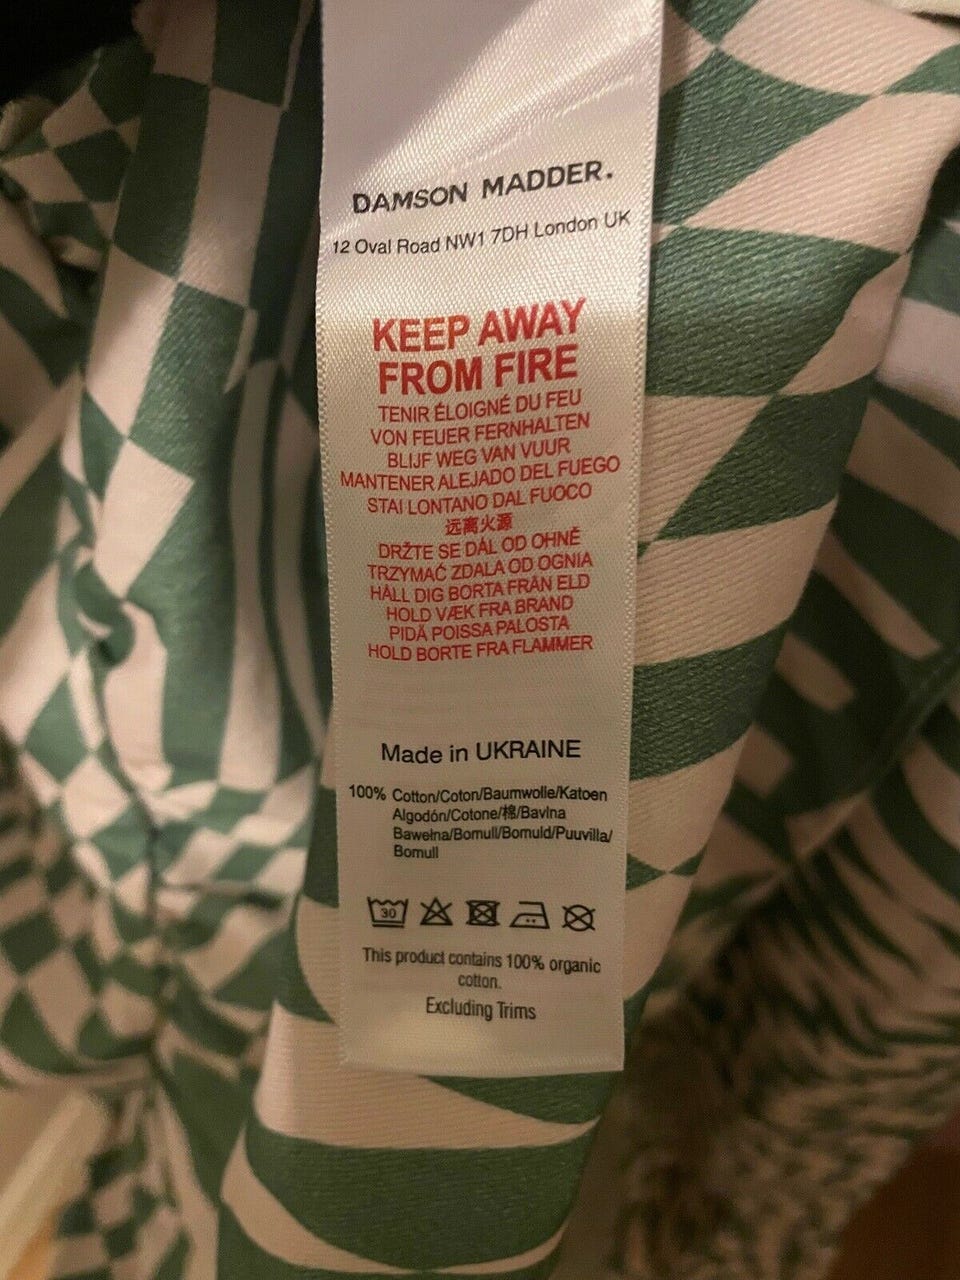 DAMSON MADDER.
12 Oval Road NW1 7DH London UK
KEEP AWAY
FROM FIRE
TENIR ÉLOIGNÉ DU FEU
VON FEUER FERNHALTEN
BLIJF WEG VAN VUUR
MANTENER ALEJADO DEL FUEGO
STAI LONTANO DAL FUOCO
远离火源
DRŽTE SE DÁL OD OHNĚ
TRZYMAĆ ZDALA OD OGNIA
HÅLL DIG BORTA FRÅN ELD
HOLD VÆK FRA BRAND
PIDÄ POISSA PALOSTA
HOLD BORTE FRA FLAMMER
Made in UKRAINE
100% Cotton/Coton/Baumwolle/Katoen
Algodón/Cotone/棉/Bavlna
Bawełna/Bomull/Bomuld/Puuvilla/
Bomull
30
This product contains 100% organic
cotton.
Excluding Trims